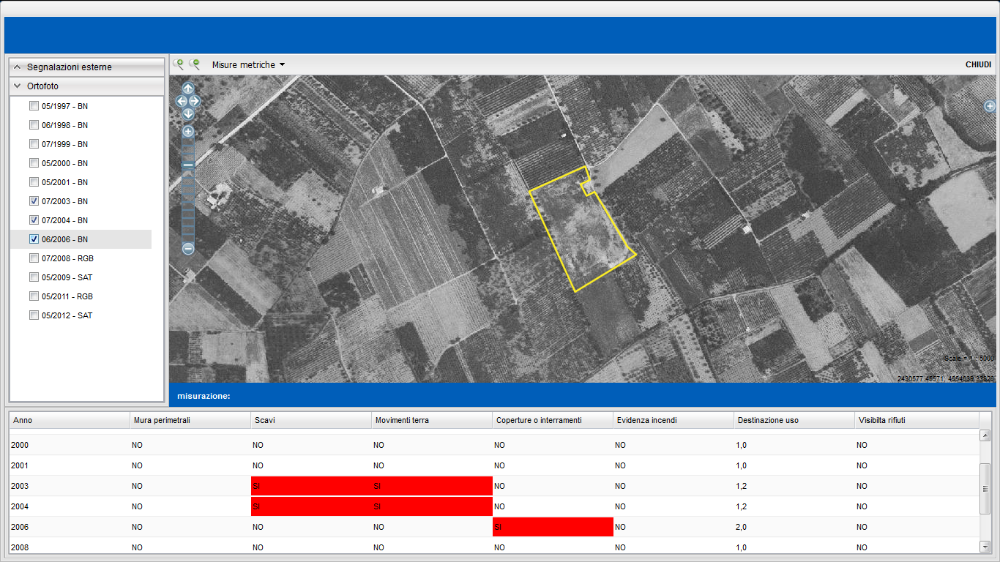 Segnalazioni esterne
Misure metriche
CHIUDI
Ortofoto
05/1997 - BN
06/1998 - BN
07/1999 - BN
05/2000 - BN
05/2001 - BN
07/2003 - BN
07/2004 - BN
06/2006 - BN
07/2008 - RGB
05/2009 - SAT
05/2011 - RGB
05/2012 - SAT
Scale = 1 : 5000
misurazione:
Anno Mura perimetrali Scavi Movimenti terra Coperture o interramenti Evidenza incendi Destinazione uso Visibilta rifiuti
2000 NO NO NO NO NO 1,0 NO
2001 NO NO NO NO NO 1,0 NO
2003 NO SI SI NO NO 1,2 NO
2004 NO SI SI NO NO 1,2 NO
2006 NO NO NO SI NO 2,0 NO
2008 NO NO NO NO NO 1,0 NO